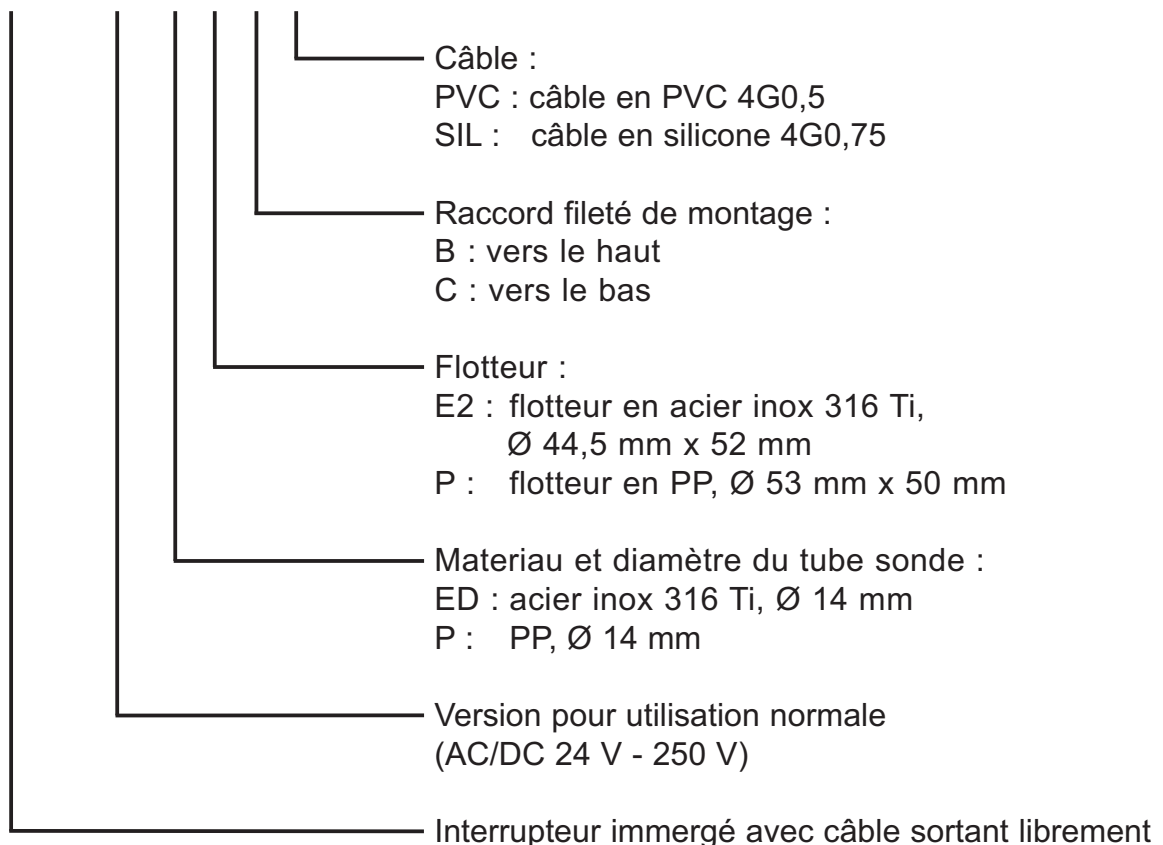 Câble :
PVC : câble en PVC 4G0,5
SIL : câble en silicone 4G0,75
Raccord fileté de montage :
B : vers le haut
C : vers le bas
Flotteur :
E2 : flotteur en acier inox 316 Ti,
Ø 44,5 mm x 52 mm
P : flotteur en PP, Ø 53 mm x 50 mm
Materiau et diamètre du tube sonde :
ED : acier inox 316 Ti, Ø 14 mm
P : PP, Ø 14 mm
Version pour utilisation normale
(AC/DC 24 V - 250 V)
Interrupteur immergé avec câble sortant librement